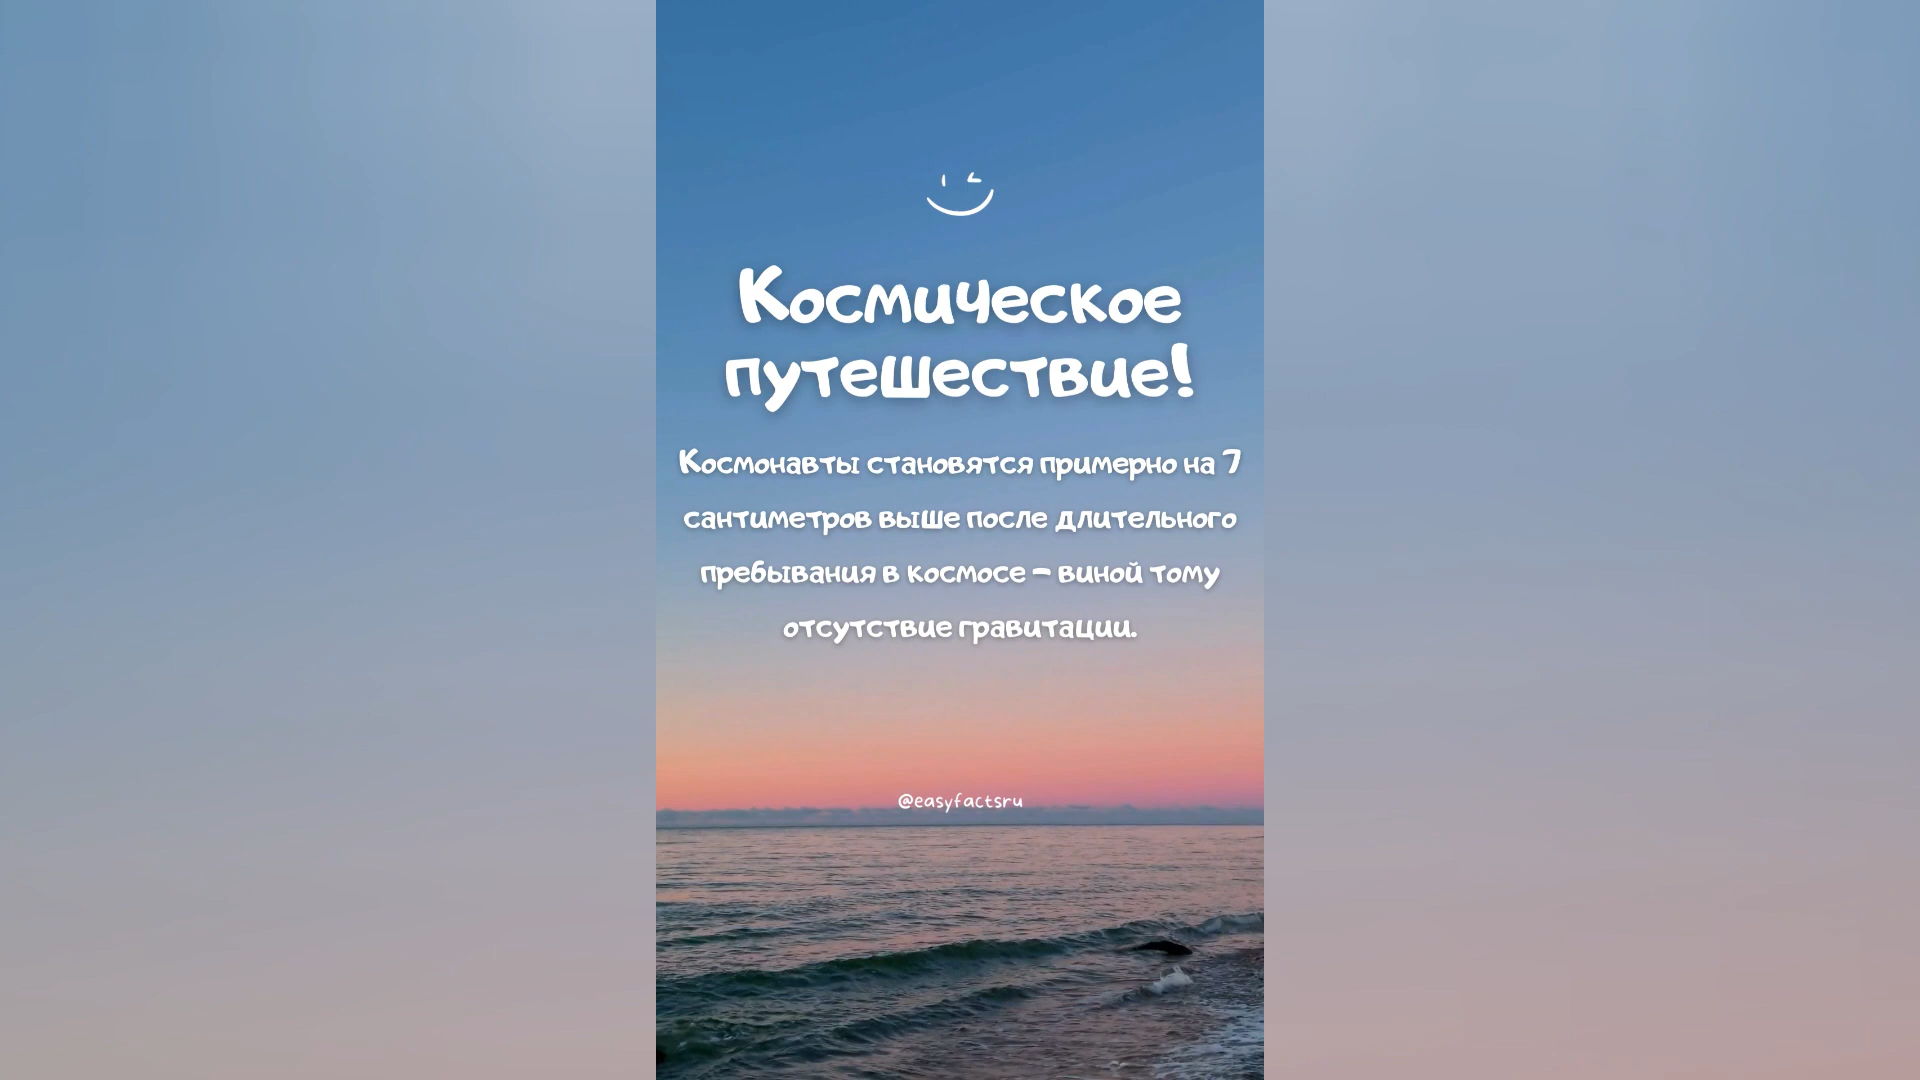 Космическое
путешествие!
Космонавты становятся примерно на 7
сантиметров выше после длительного
пребывания в космосе – виной тому
отсутствие гравитации.
@easyfactsru